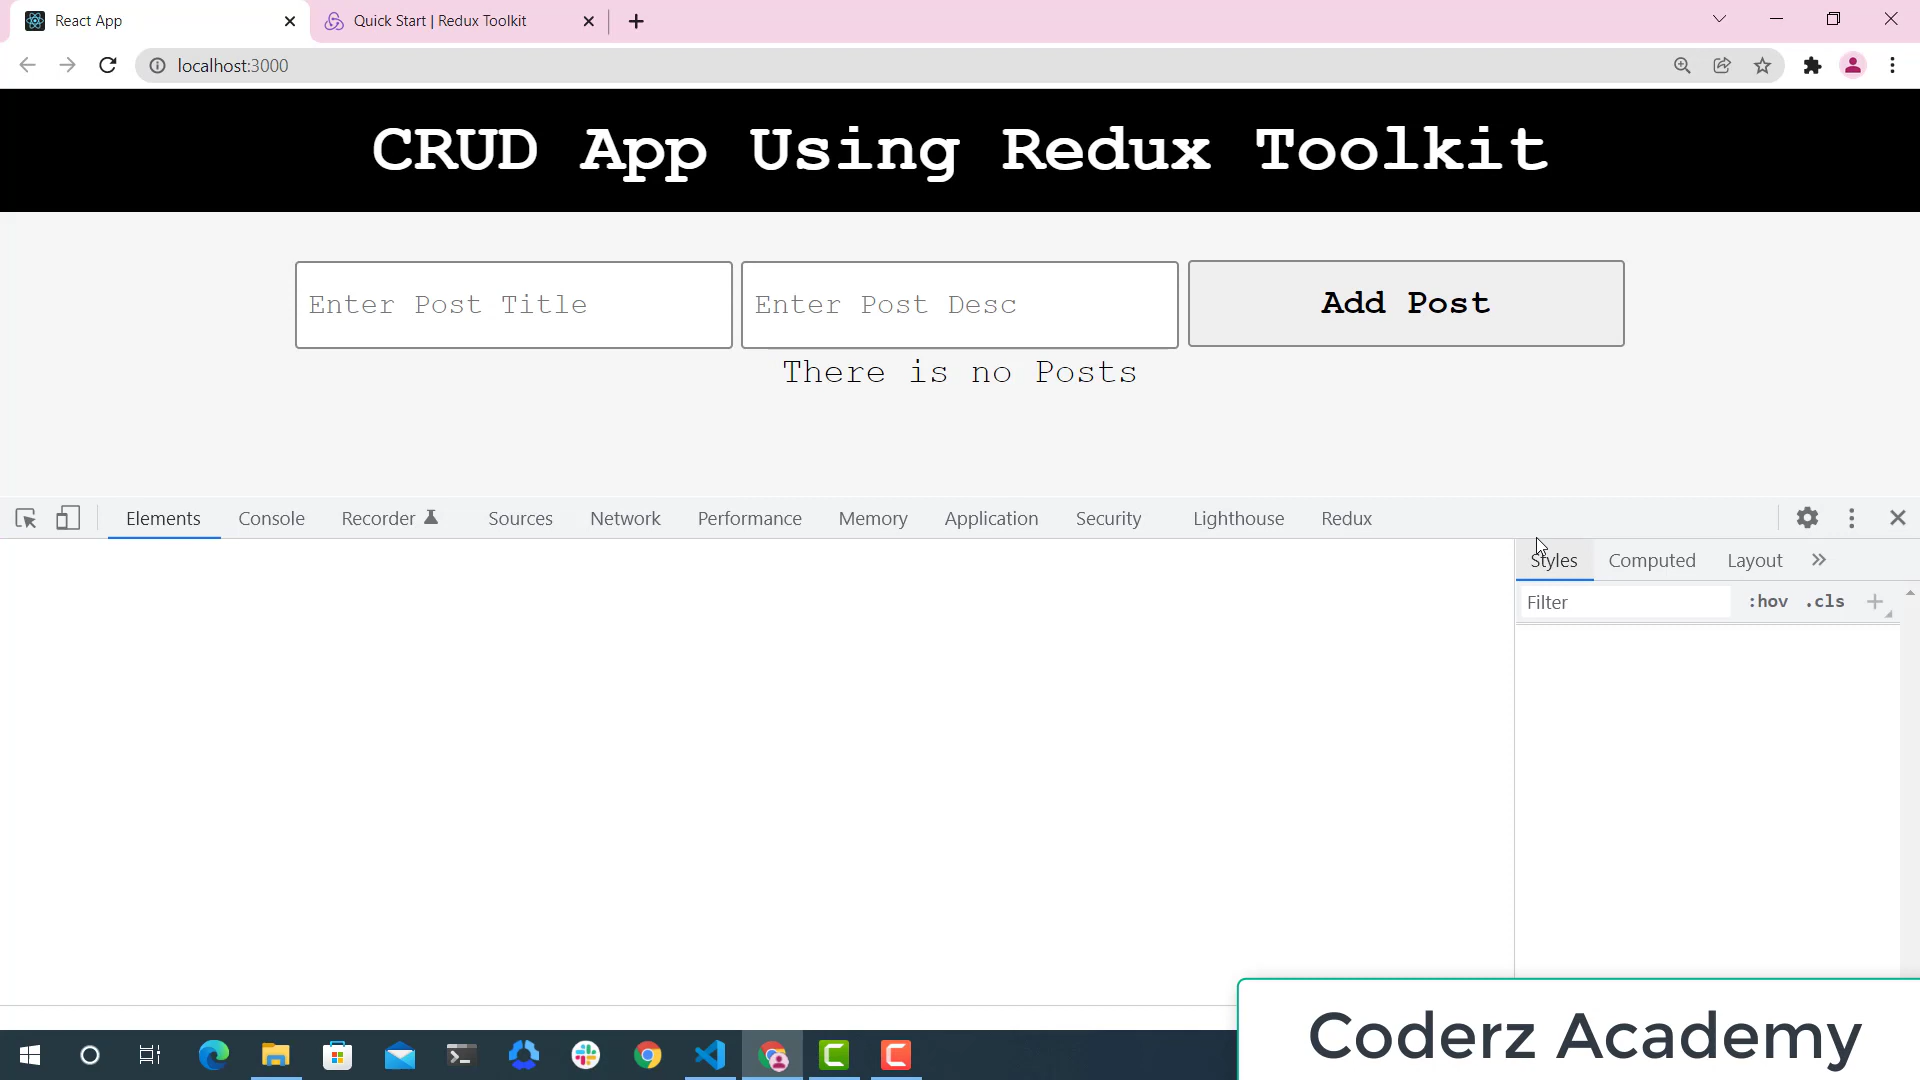 React App
Quick Start | Redux Toolkit
localhost:3000
CRUD App Using Redux Toolkit
Enter Post Title
Enter Post Desc
Add Post
There is no Posts
Elements
Console
Recorder
Sources
Network
Performance
Memory
Application
Security
Lighthouse
Redux
Styles
Computed
Layout
Filter
:hov
.cls
Coderz Academy